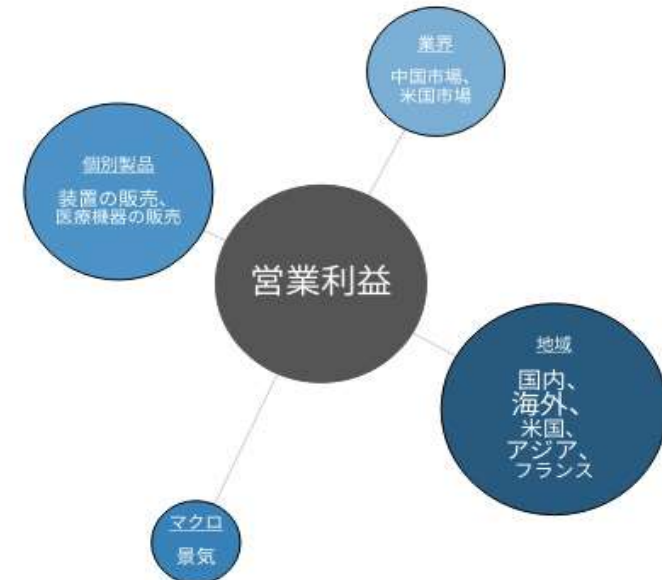 業界
中国市場、
米国市場
個別製品
装置の販売、
医療機器の販売
営業利益
地域
国内、
海外、
米国、
アジア、
フランス
マクロ
景気